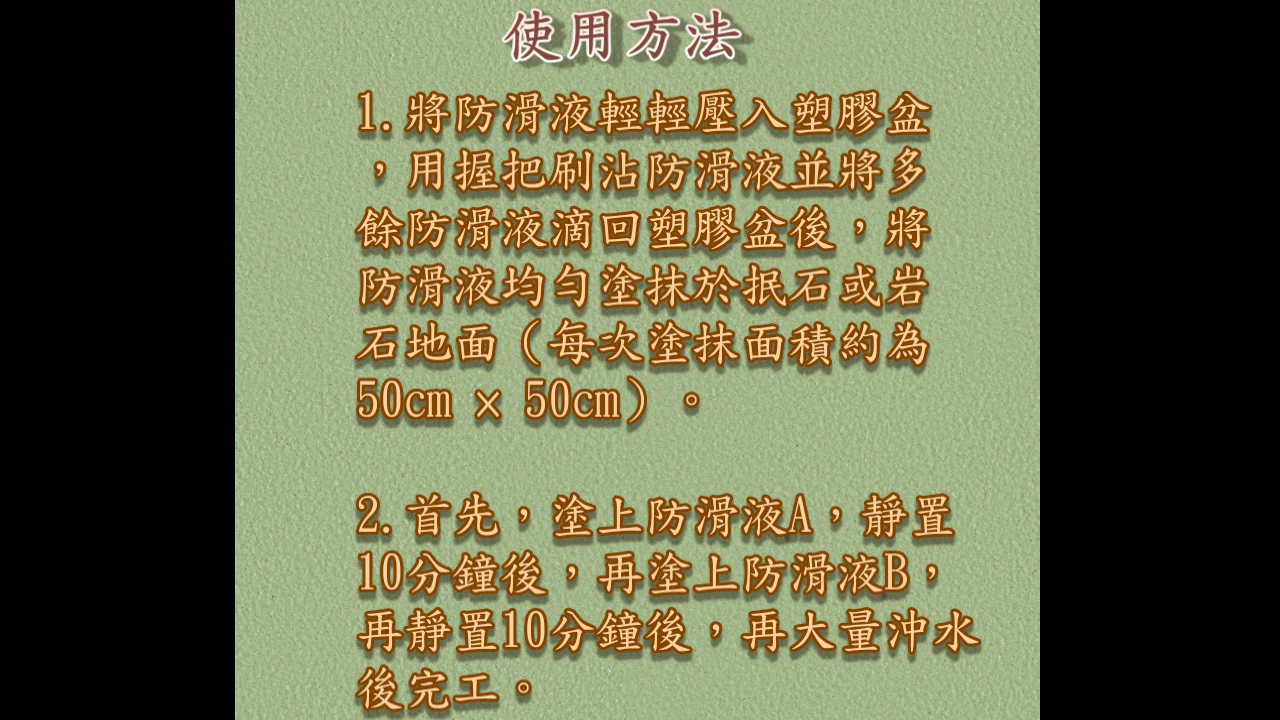 使用方法
1.將防滑液輕輕壓入塑膠盆
，用握把刷沾防滑液並將多
餘防滑液滴回塑膠盆後，將
防滑液均勻塗抹於抿石或岩
石地面（每次塗抹面積約為
50cm × 50cm）。
2.首先，塗上防滑液A，靜置
10分鐘後，再塗上防滑液B，
再靜置10分鐘後，再大量沖水
後完工。